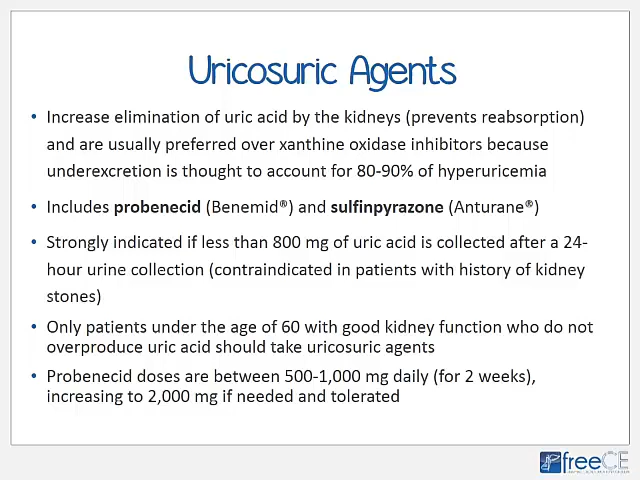 Uricosuric Agents
• Increase elimination of uric acid by the kidneys (prevents reabsorption)
and are usually preferred over xanthine oxidase inhibitors because
underexcretion is thought to account for 80-90% of hyperuricemia
• Includes probenecid (Benemid®) and sulfinpyrazone (Anturane®)
• Strongly indicated if less than 800 mg of uric acid is collected after a 24-
hour urine collection (contraindicated in patients with history of kidney
stones)
• Only patients under the age of 60 with good kidney function who do not
overproduce uric acid should take uricosuric agents
• Probenecid doses are between 500-1,000 mg daily (for 2 weeks),
increasing to 2,000 mg if needed and tolerated
freeCE